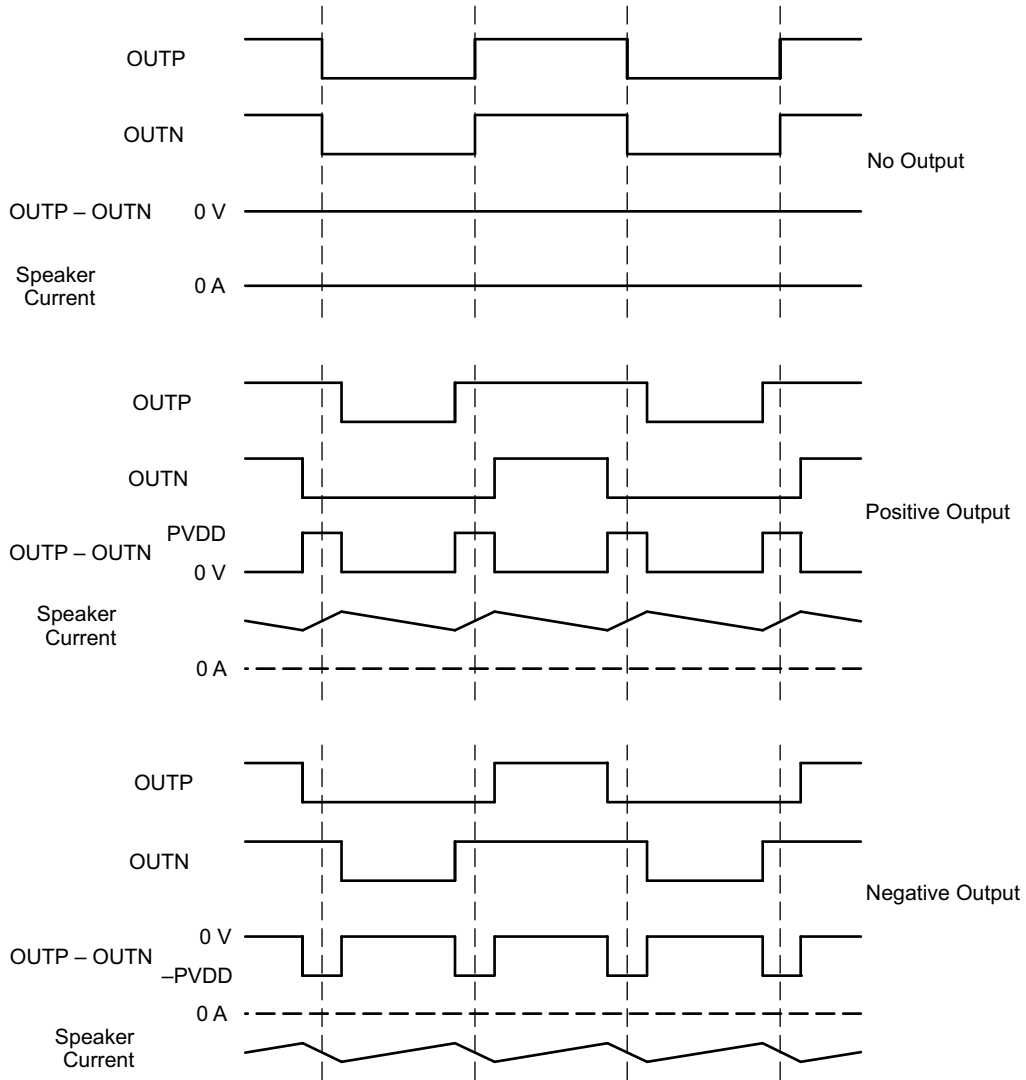 OUTP
OUTN
No Output
OUTP – OUTN 0 V
Speaker
Current
0 A
OUTP
OUTN
Positive Output
PVDD
OUTP – OUTN
0 V
Speaker
Current
0 A
OUTP
OUTN
Negative Output
0 V
OUTP – OUTN
–PVDD
0 A
Speaker
Current